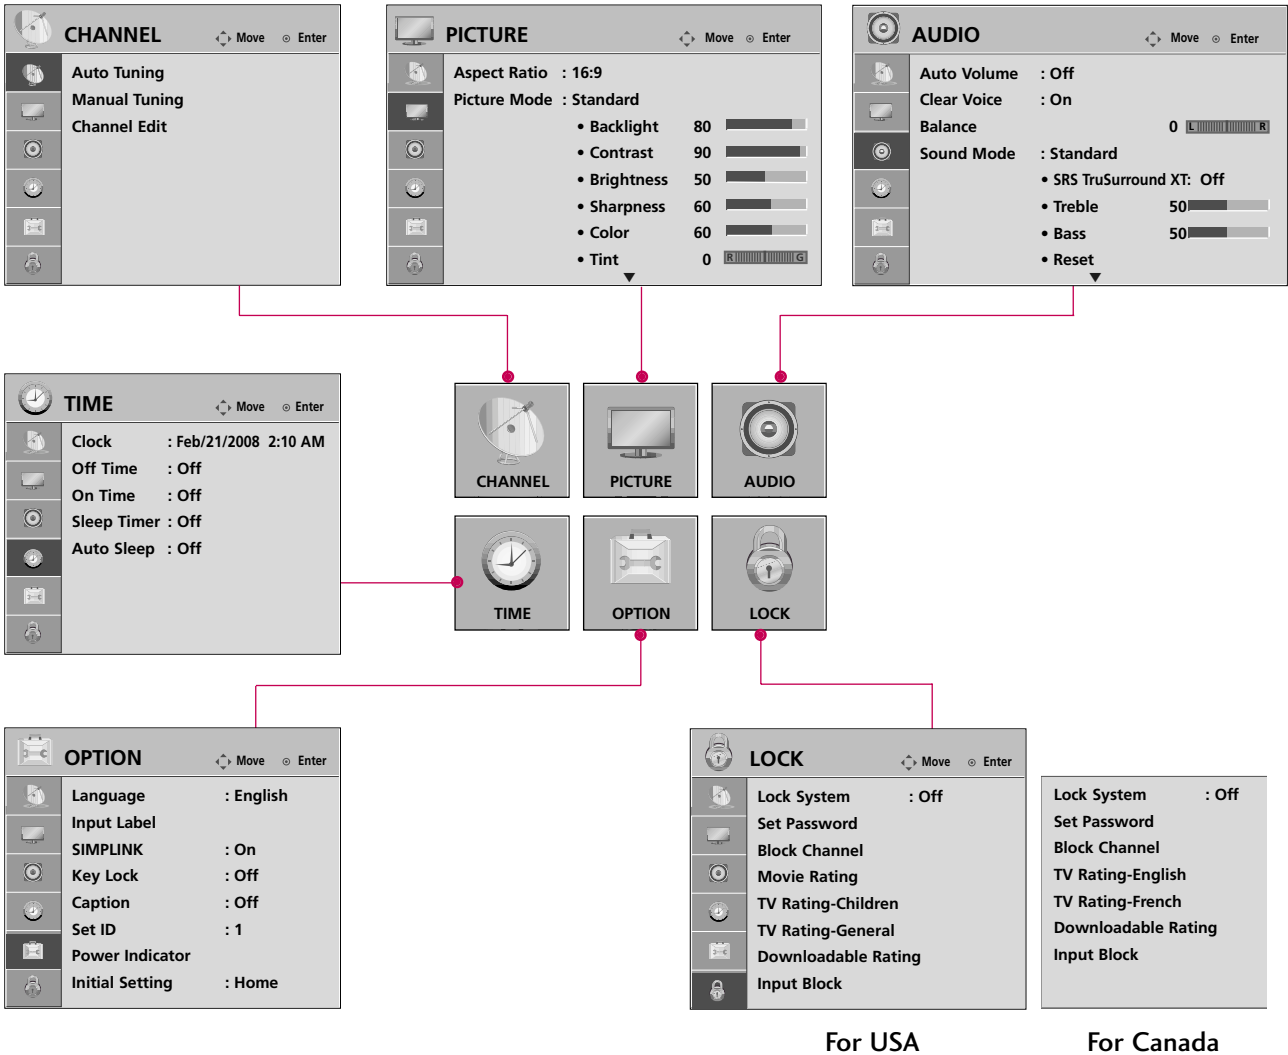 CHANNEL Move Enter
Auto Tuning
Manual Tuning
Channel Edit
PICTURE Move Enter
Aspect Ratio : 16:9
Picture Mode : Standard
• Backlight 80
• Contrast 90
• Brightness 50
• Sharpness 60
• Color 60
• Tint 0 R G
AUDIO Move Enter
Auto Volume : Off
Clear Voice : On
Balance 0 L R
Sound Mode : Standard
• SRS TruSurround XT: Off
• Treble 50
• Bass 50
• Reset
TIME Move Enter
Clock : Feb/21/2008 2:10 AM
Off Time : Off
On Time : Off
Sleep Timer : Off
Auto Sleep : Off
CHANNEL
PICTURE
AUDIO
TIME
OPTION
LOCK
OPTION Move Enter
Language : English
Input Label
SIMPLINK : On
Key Lock : Off
Caption : Off
Set ID : 1
Power Indicator
Initial Setting : Home
LOCK Move Enter
Lock System : Off
Set Password
Block Channel
Movie Rating
TV Rating-Children
TV Rating-General
Downloadable Rating
Input Block
Lock System : Off
Set Password
Block Channel
TV Rating-English
TV Rating-French
Downloadable Rating
Input Block
For USA
For Canada